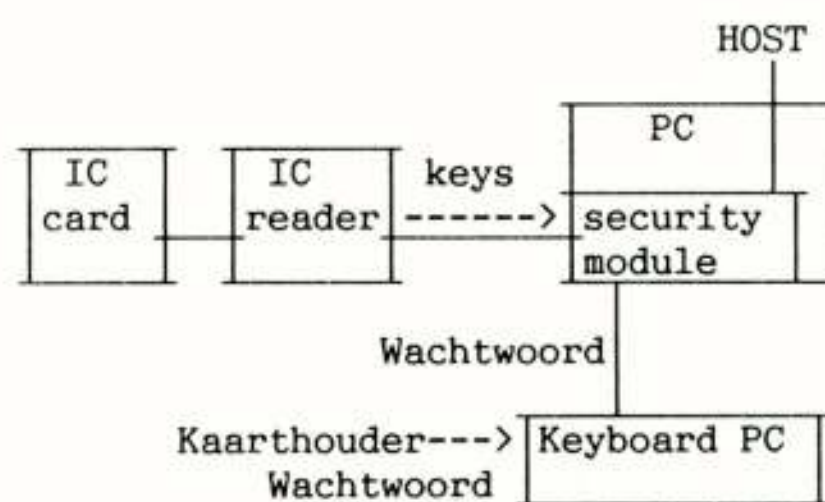 HOST
PC
IC IC keys
card reader ------> security
module
Wachtwoord
Kaarthouder---> Keyboard PC
Wachtwoord